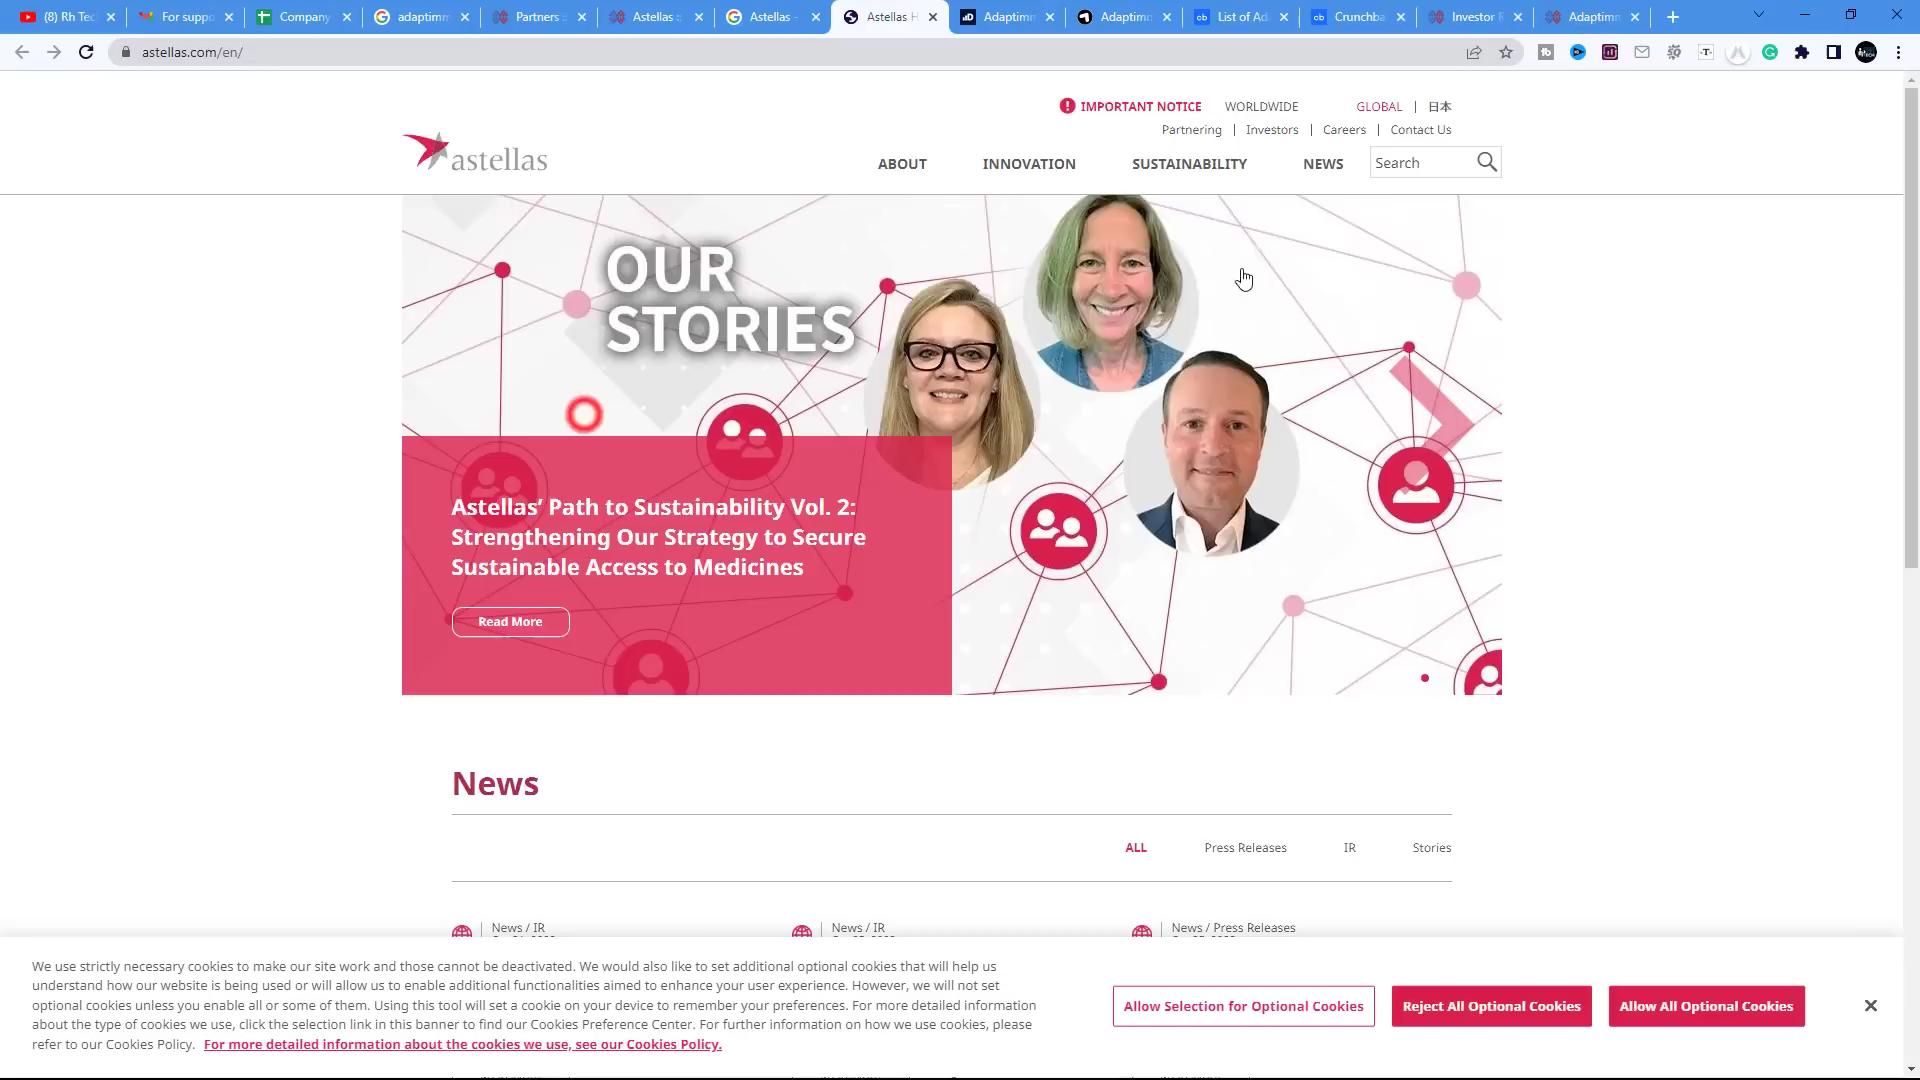 (8) Rh Tec
For suppo
Company
adaptimm
Partners ::
Astellas ::
Astellas -
Astellas H
Adaptimm
Adaptimm
List of Ad
Crunchba
Investor R
Adaptimm
astellas.com/en/
IMPORTANT NOTICE
WORLDWIDE
GLOBAL | 日本
Partnering | Investors | Careers | Contact Us
astellas
ABOUT
INNOVATION
SUSTAINABILITY
NEWS
Search
OUR
STORIES
Astellas’ Path to Sustainability Vol. 2:
Strengthening Our Strategy to Secure
Sustainable Access to Medicines
Read More
News
ALL
Press Releases
IR
Stories
News / IR
News / IR
News / Press Releases
We use strictly necessary cookies to make our site work and those cannot be deactivated. We would also like to set additional optional cookies that will help us
understand how our website is being used or will allow us to enable additional functionalities aimed to enhance your user experience. However, we will not set
optional cookies unless you enable all or some of them. Using this tool will set a cookie on your device to remember your preferences. For more detailed information
about the type of cookies we use, click the selection link in this banner to find our Cookies Preference Center. For further information on how we use cookies, please
refer to our Cookies Policy. For more detailed information about the cookies we use, see our Cookies Policy.
Allow Selection for Optional Cookies
Reject All Optional Cookies
Allow All Optional Cookies